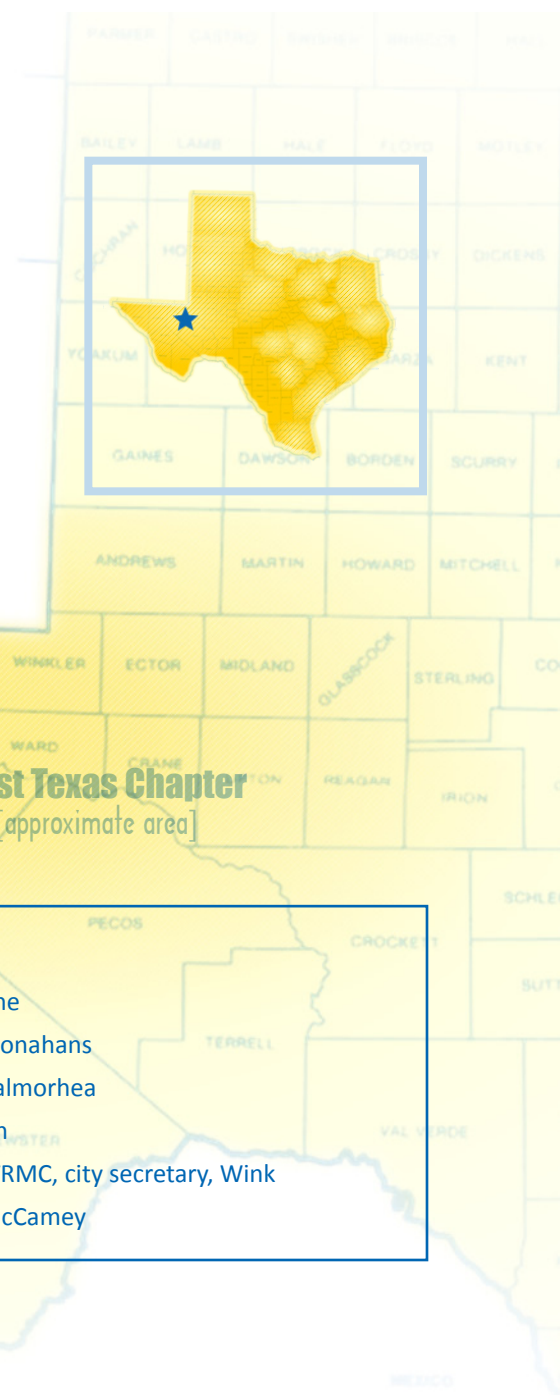 PARMER CASTRO SWISHER BRISCOE HALL
BAILEY LAMB HALE FLOYD MOTLEY
COCHRAN HO CROSBY DICKENS
YOAKUM ARZA KENT
GAINES DAWSON BORDEN SCURRY
ANDREWS MARTIN HOWARD MITCHELL
WINKLER ECTOR MIDLAND GLASSCOCK STERLING CO
WARD CRANE TON REAGAN IRION
st Texas Chapter
[approximate area]
SCHLE
PECOS CROCKETT
SUTT
ne
onahans
TERRELL
almorhea
n
WSTER VAL VERDE
RMC, city secretary, Wink
cCamey
MEXICO